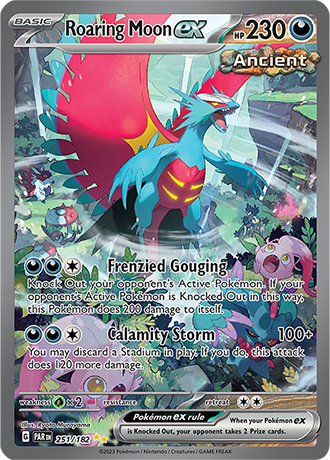 BASIC Roaring Moon ex HP 230
Ancient
Frenzied Gouging
Knock Out your opponent's Active Pokémon. If your
opponent's Active Pokémon is Knocked Out in this way,
this Pokémon does 200 damage to itself.
Calamity Storm 100+
You may discard a Stadium in play. If you do, this attack
does 120 more damage.
weakness ×2 resistance retreat
Illus. Ryota Murayama
Pokémon ex rule
When your Pokémon ex
is Knocked Out, your opponent takes 2 Prize cards.
G PAR EN 251/182
©2023 Pokémon / Nintendo / Creatures / GAME FREAK